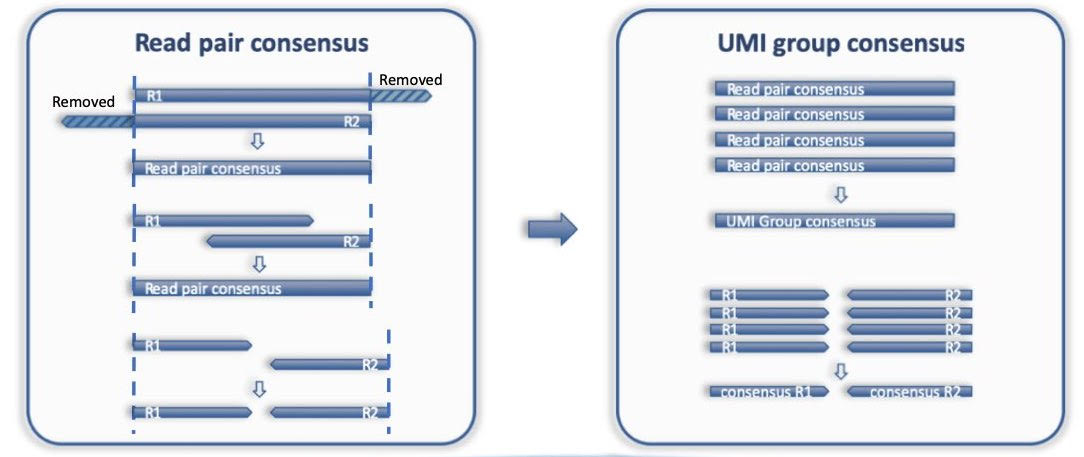 Read pair consensus
Removed
R1
Removed
R2
Read pair consensus
R1
R2
Read pair consensus
R1
R2
R1
R2
UMI group consensus
Read pair consensus
Read pair consensus
Read pair consensus
Read pair consensus
UMI Group consensus
R1
R2
R1
R2
R1
R2
R1
R2
consensus R1
consensus R2